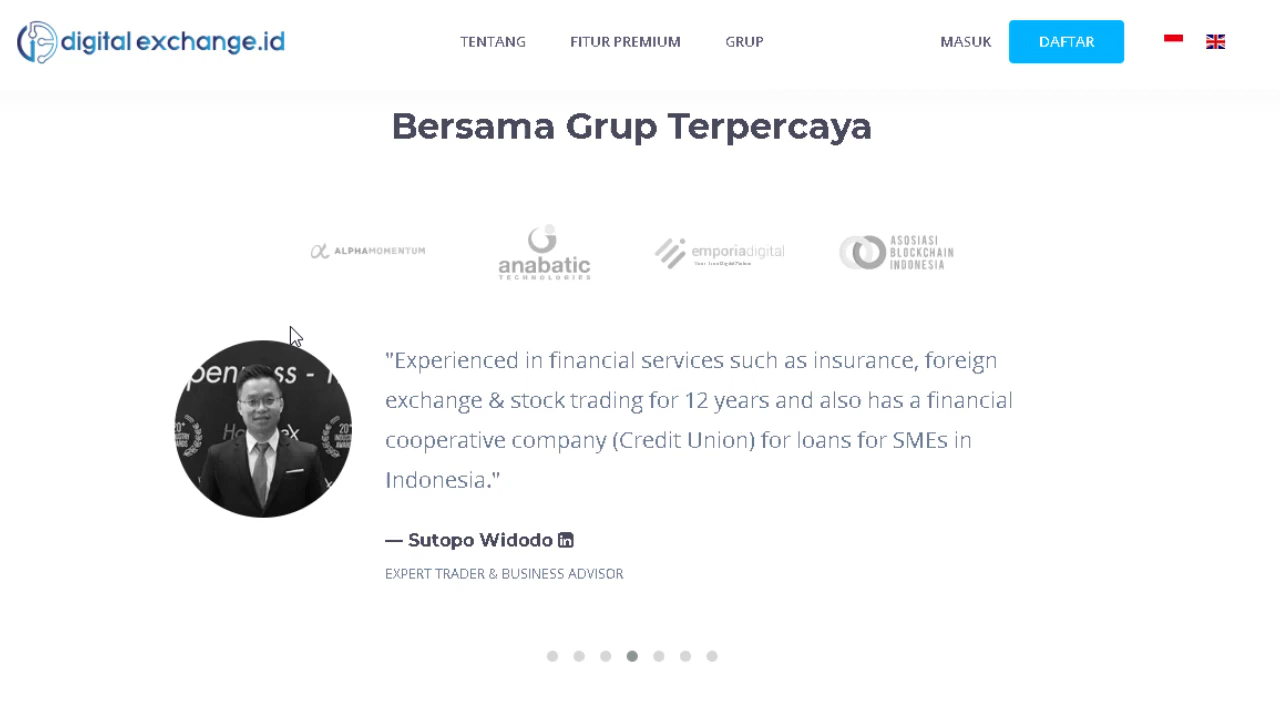 digital exchange.id
TENTANG
FITUR PREMIUM
GRUP
MASUK
DAFTAR
Bersama Grup Terpercaya
ALPHAMOMENTUM
anabatic
TECHNOLOGIES
emporiadigital
ASOSIASI
BLOCKCHAIN
INDONESIA
"Experienced in financial services such as insurance, foreign
exchange & stock trading for 12 years and also has a financial
cooperative company (Credit Union) for loans for SMEs in
Indonesia."
— Sutopo Widodo
EXPERT TRADER & BUSINESS ADVISOR